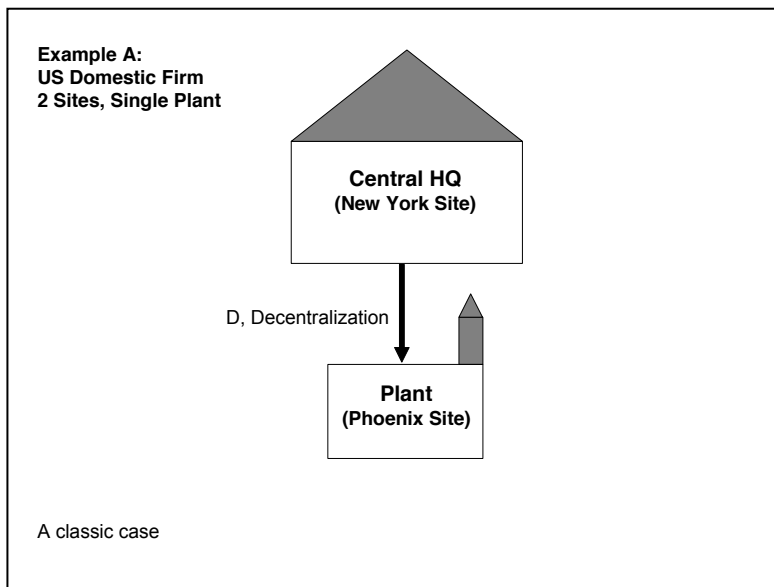 Example A:
US Domestic Firm
2 Sites, Single Plant
Central HQ
(New York Site)
D, Decentralization
Plant
(Phoenix Site)
A classic case